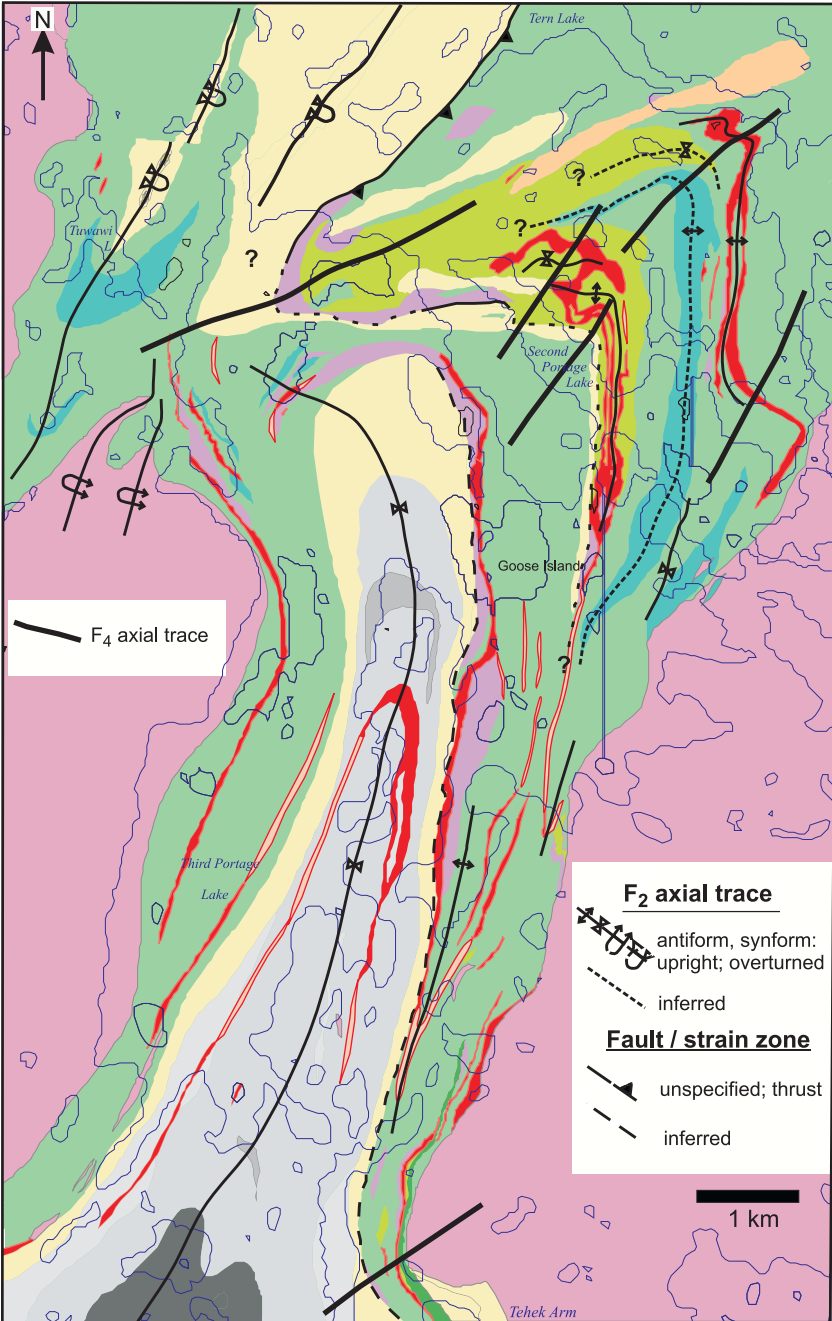 N
Tern Lake
?
?
Tuwawi
L
?
Second
Portage
Lake
Goose Island
F4 axial trace
?
Third Portage
Lake
F2 axial trace
antiform, synform:
upright; overturned
inferred
Fault / strain zone
unspecified; thrust
inferred
1 km
Tehek Arm